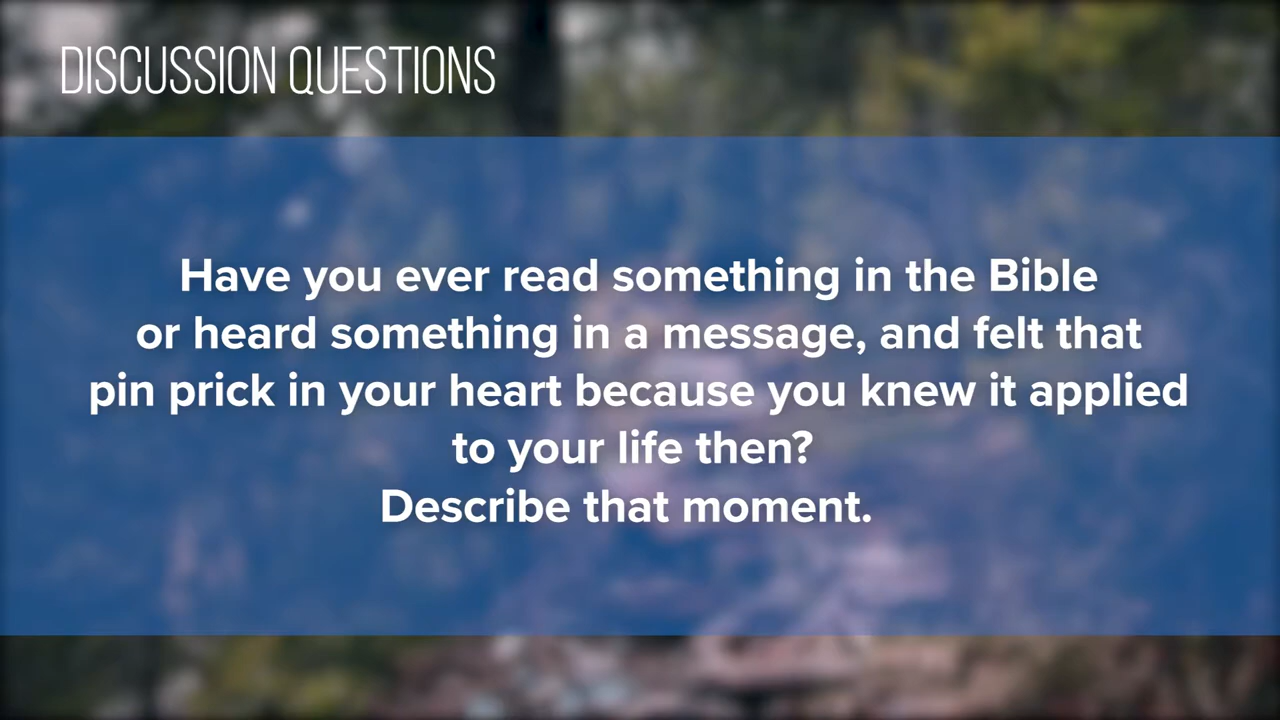 DISCUSSION QUESTIONS
Have you ever read something in the Bible
or heard something in a message, and felt that
pin prick in your heart because you knew it applied
to your life then?
Describe that moment.